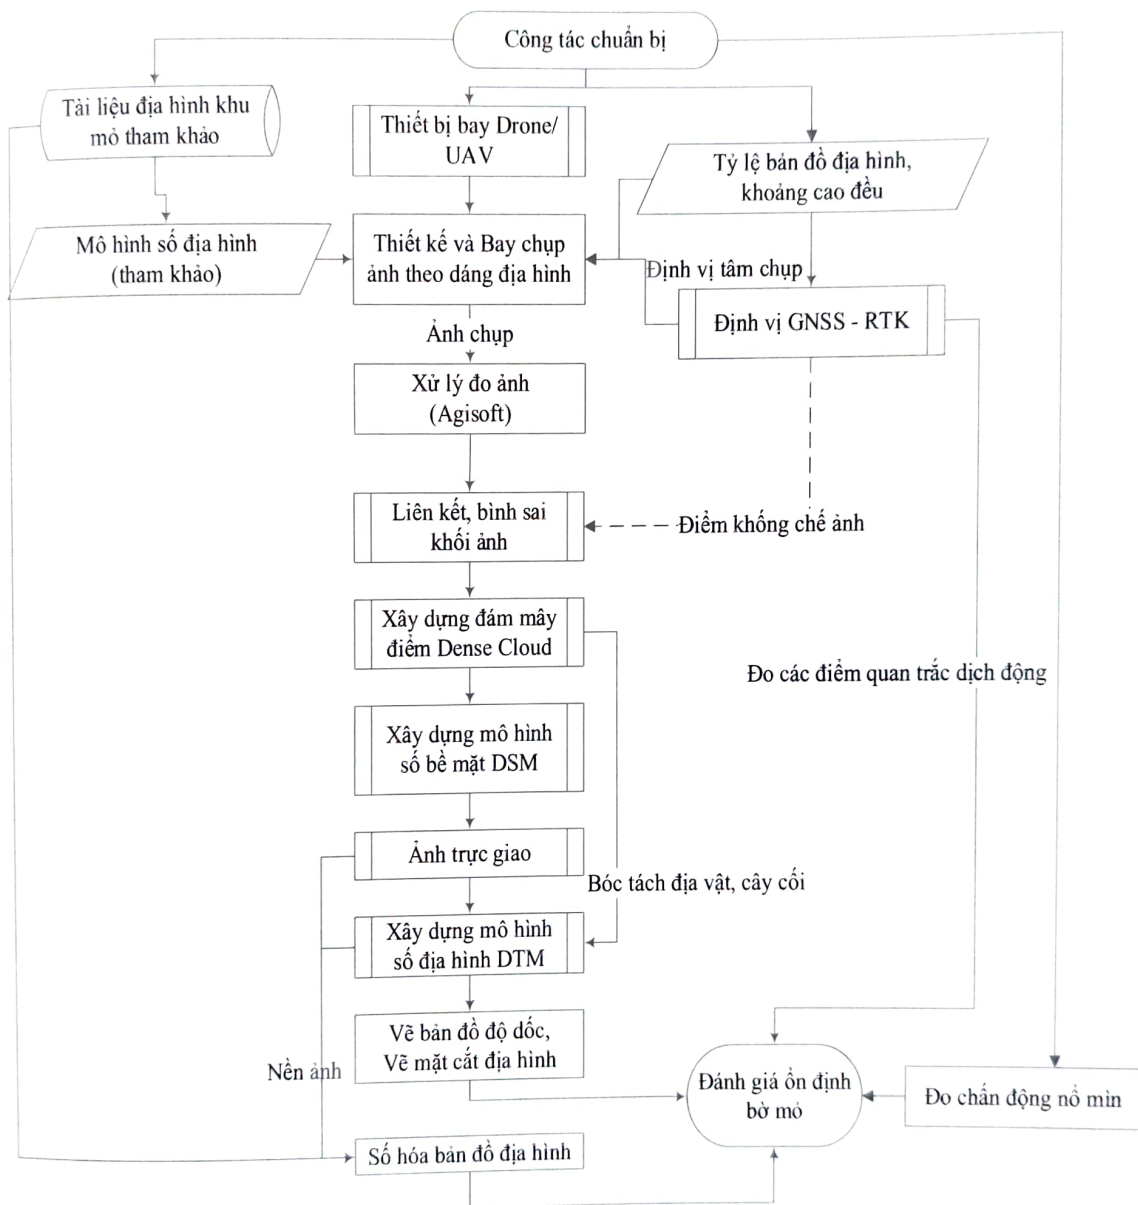 Công tác chuẩn bị
Tài liệu địa hình khu
mỏ tham khảo
Thiết bị bay Drone/
UAV
Tỷ lệ bản đồ địa hình,
khoảng cao đều
Mô hình số địa hình
(tham khảo)
Thiết kế và Bay chụp
ảnh theo dáng địa hình
Định vị tâm chụp
Định vị GNSS - RTK
Ảnh chụp
Xử lý đo ảnh
(Agisoft)
Liên kết, bình sai
khối ảnh
Điểm khống chế ảnh
Xây dựng đám mây
điểm Dense Cloud
Đo các điểm quan trắc dịch động
Xây dựng mô hình
số bề mặt DSM
Ảnh trực giao
Bóc tách địa vật, cây cối
Xây dựng mô hình
số địa hình DTM
Vẽ bản đồ độ dốc,
Vẽ mặt cắt địa hình
Nền ảnh
Đánh giá ổn định
bờ mỏ
Đo chấn động nổ mìn
Số hóa bản đồ địa hình